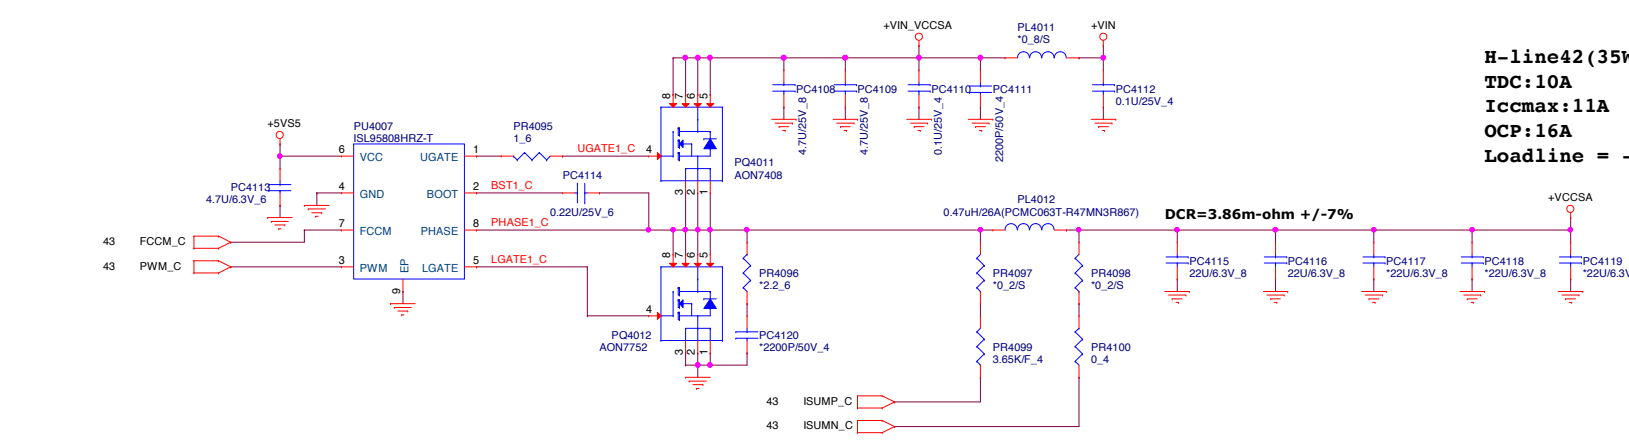 +VIN_VCCSA
PL4011
*0_8/S
+VIN
H-line42(35W
TDC:10A
Iccmax:11A
OCP:16A
Loadline = -
PC4108
4.7U/25V_8
PC4109
4.7U/25V_8
PC4110
0.1U/25V_4
PC4111
2200P/50V_4
PC4112
0.1U/25V_4
8
7
6
5
+5VS5
PU4007
ISL95808HRZ-T
PR4095
1_6
UGATE1_C
4
PQ4011
AON7408
3
2
1
6
VCC
UGATE
1
PC4113
4.7U/6.3V_6
4
GND
BOOT
2
BST1_C
PC4114
0.22U/25V_6
7
FCCM
PHASE
8
PHASE1_C
3
PWM
LGATE
5
LGATE1_C
EP
9
43
FCCM_C
43
PWM_C
PL4012
0.47uH/26A(PCMC063T-R47MN3R867)
DCR=3.86m-ohm +/-7%
+VCCSA
8
7
6
5
4
PQ4012
AON7752
3
2
1
PR4096
*2.2_6
PC4120
*2200P/50V_4
PR4097
*0_2/S
PR4098
*0_2/S
PR4099
3.65K/F_4
PR4100
0_4
PC4115
22U/6.3V_8
PC4116
22U/6.3V_8
PC4117
*22U/6.3V_8
PC4118
*22U/6.3V_8
PC4119
*22U/6.3V
43
ISUMP_C
43
ISUMN_C